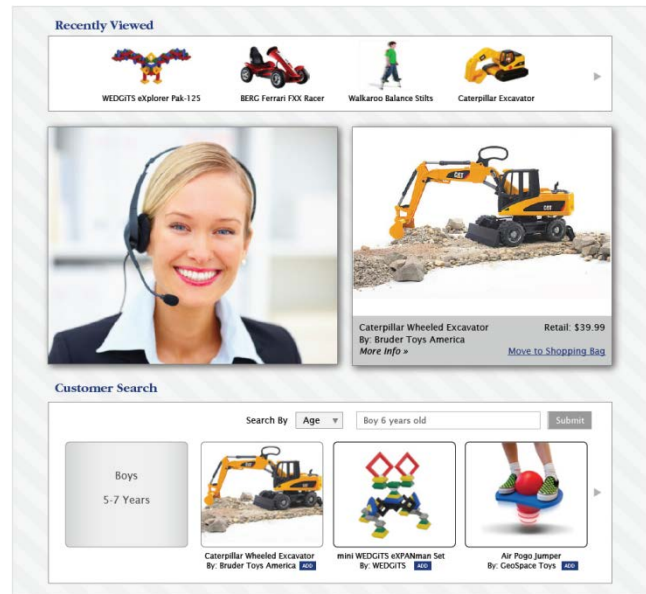 Recently Viewed
WEDGiTS eXplorer Pak-125
BERG Ferrari FXX Racer
Walkaroo Balance Stilts
Caterpillar Excavator
CAT
Caterpillar Wheeled Excavator
Retail: $39.99
By: Bruder Toys America
More Info »
Move to Shopping Bag
Customer Search
Search By
Age
Boy 6 years old
Submit
Boys
5-7 Years
Caterpillar Wheeled Excavator
By: Bruder Toys America ADD
mini WEDGiTS eXPANman Set
By: WEDGiTS ADD
Air Pogo Jumper
By: GeoSpace Toys ADD